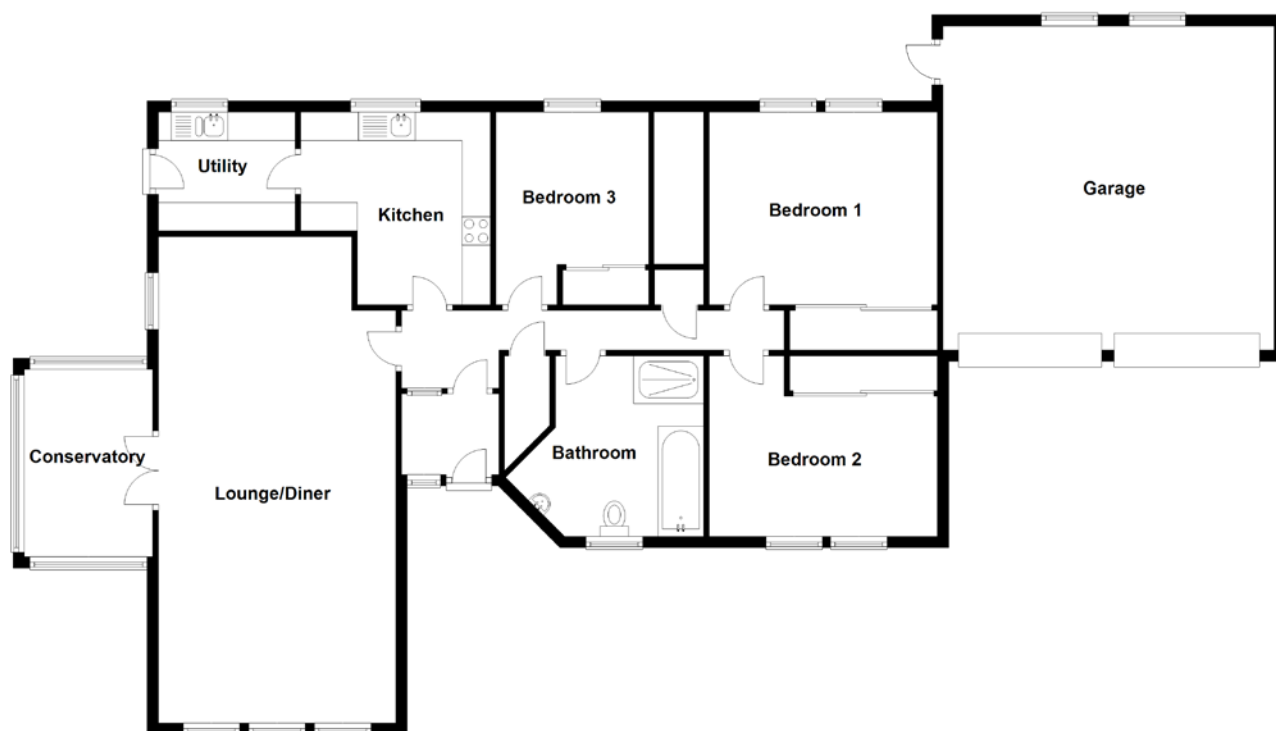 Utility
Kitchen
Bedroom 3
Bedroom 1
Garage
Conservatory
Lounge/Diner
Bathroom
Bedroom 2